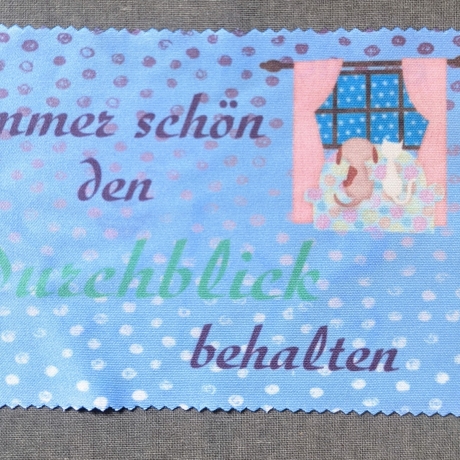 mmer schön
den
Durchblick
behalten